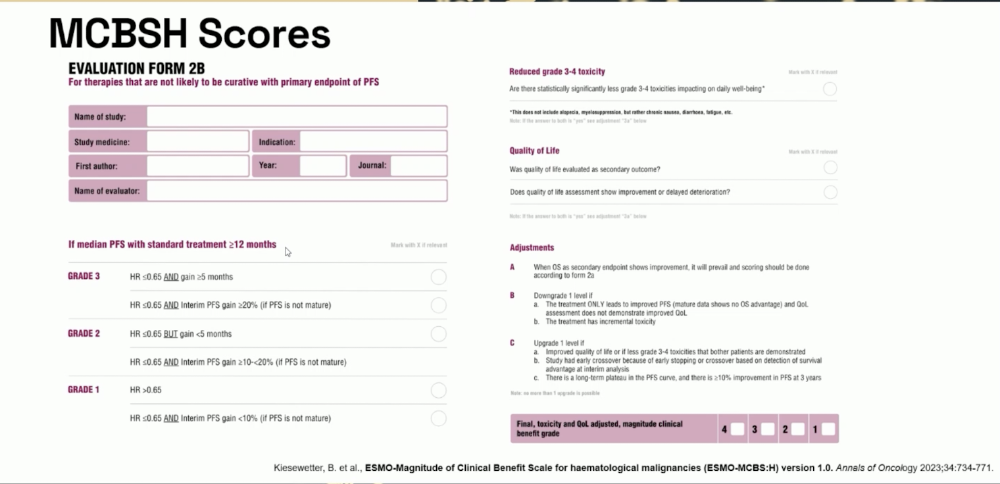 MCBSH Scores
EVALUATION FORM 2B
For therapies that are not likely to be curative with primary endpoint of PFS
Name of study:
Study medicine:
Indication:
First author:
Year:
Journal:
Name of evaluator:
If median PFS with standard treatment ≥12 months
Mark with X if relevant
GRADE 3
HR ≤0.65 AND gain ≥5 months
HR ≤0.65 AND Interim PFS gain ≥20% (if PFS is not mature)
GRADE 2
HR ≤0.65 BUT gain <5 months
HR ≤0.65 AND Interim PFS gain ≥10-<20% (if PFS is not mature)
GRADE 1
HR >0.65
HR ≤0.65 AND Interim PFS gain <10% (if PFS is not mature)
Reduced grade 3-4 toxicity
Mark with X if relevant
Are there statistically significantly less grade 3-4 toxicities impacting on daily well-being*
*This does not include alopecia, myelosuppression, but rather chronic nausea, diarrhoea, fatigue, etc.
Note: If the answer to both is "yes" see adjustment "3a" below
Quality of Life
Mark with X if relevant
Was quality of life evaluated as secondary outcome?
Does quality of life assessment show improvement or delayed deterioration?
Note: If the answer to both is "yes" see adjustment "3a" below
Adjustments
A
When OS as secondary endpoint shows improvement, it will prevail and scoring should be done
according to form 2a
B
Downgrade 1 level if
a. The treatment ONLY leads to improved PFS (mature data shows no OS advantage) and QoL
assessment does not demonstrate improved QoL
b. The treatment has incremental toxicity
C
Upgrade 1 level if
a. Improved quality of life or if less grade 3-4 toxicities that bother patients are demonstrated
b. Study had early crossover because of early stopping or crossover based on detection of survival
advantage at interim analysis
c. There is a long-term plateau in the PFS curve, and there is ≥10% improvement in PFS at 3 years
Note: no more than 1 upgrade is possible
Final, toxicity and QoL adjusted, magnitude clinical
benefit grade
4 3 2 1
Kiesewetter, B. et al., ESMO-Magnitude of Clinical Benefit Scale for haematological malignancies (ESMO-MCBS:H) version 1.0. Annals of Oncology 2023;34:734-771.